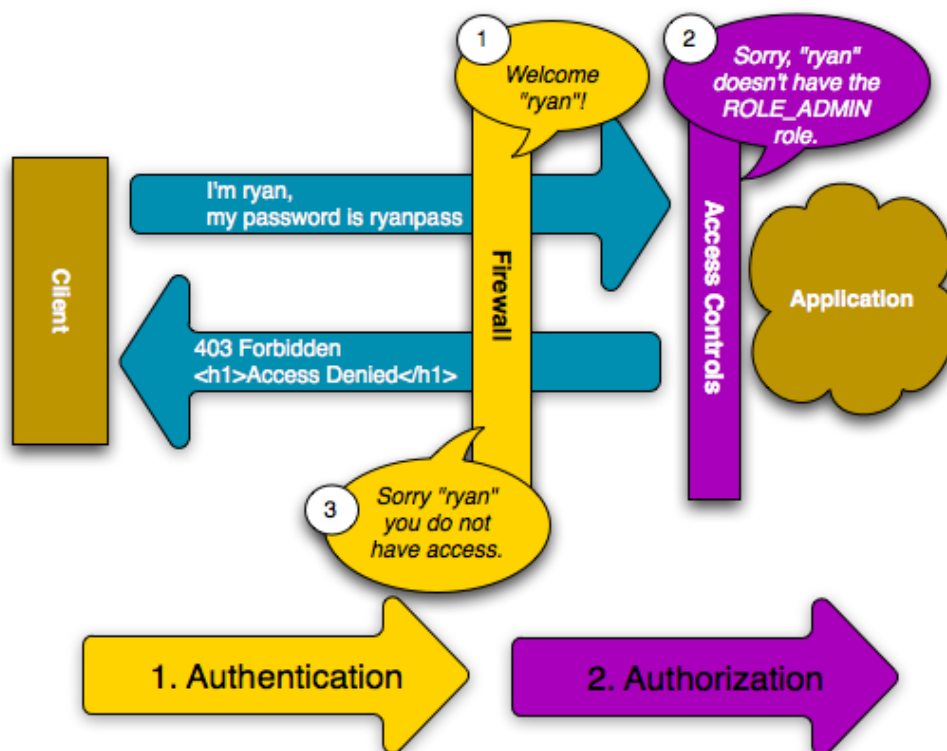 1
Welcome
"ryan"!
2
Sorry, "ryan"
doesn't have the
ROLE_ADMIN
role.
Client
I'm ryan,
my password is ryanpass
Firewall
Access Controls
Application
403 Forbidden
<h1>Access Denied</h1>
3
Sorry "ryan"
you do not
have access.
1. Authentication
2. Authorization